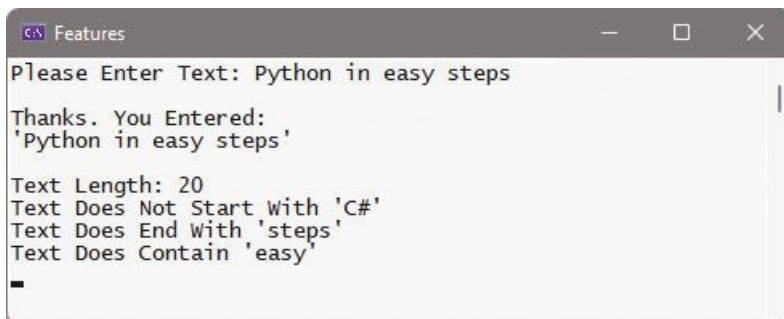 C:\ Features
Please Enter Text: Python in easy steps
Thanks. You Entered:
'Python in easy steps'
Text Length: 20
Text Does Not Start With 'C#'
Text Does End With 'steps'
Text Does Contain 'easy'